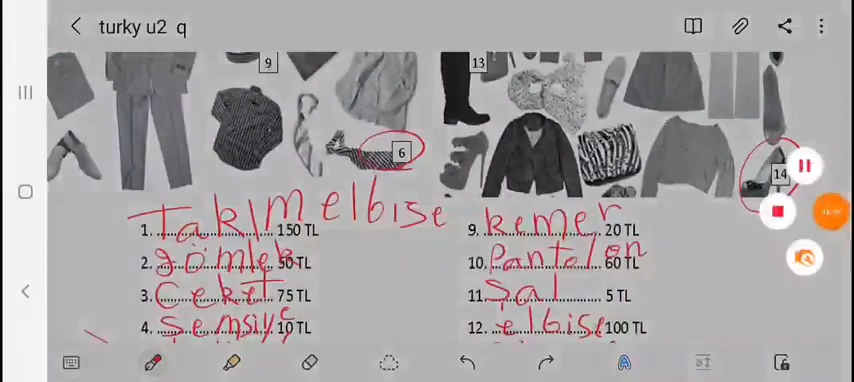 turky u2 q
9
13
6
14
1. Takım elbise 150 TL
9. kemer 20 TL
2. gömlek 50 TL
10. Pantolon 60 TL
3. Ceket 75 TL
11. şal 5 TL
4. Şemsiye 10 TL
12. elbise 100 TL